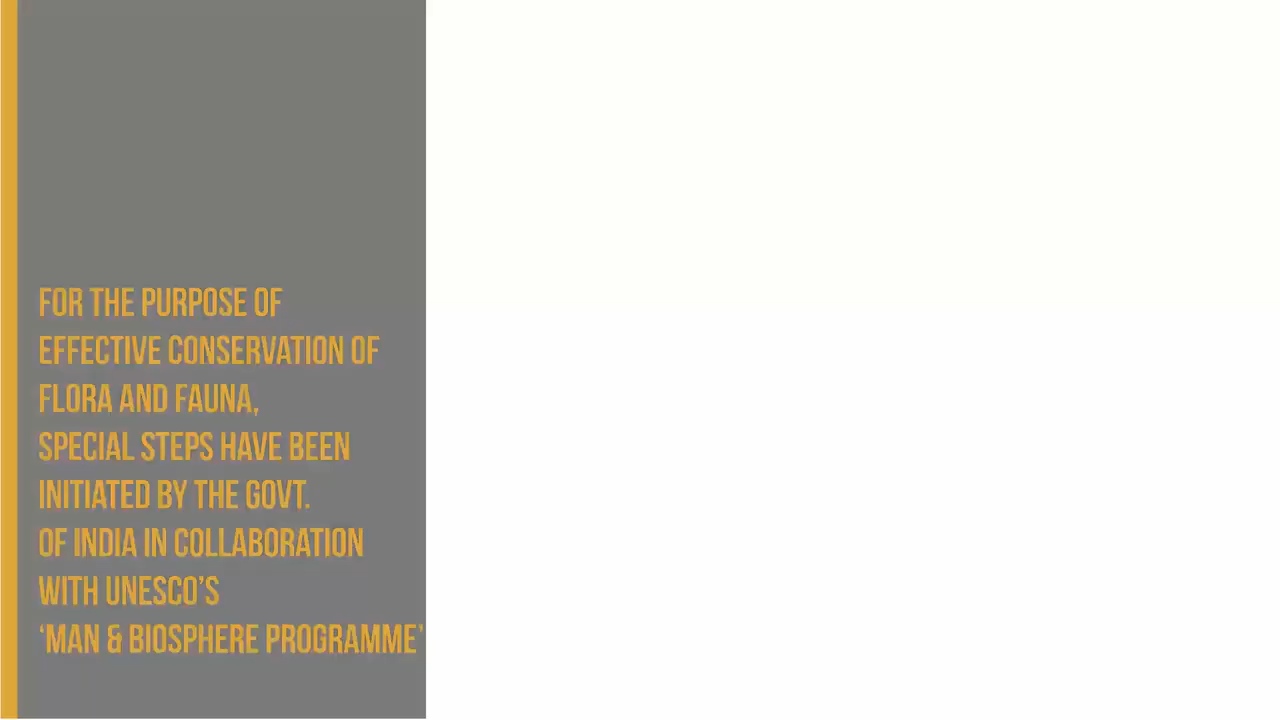 FOR THE PURPOSE OF
EFFECTIVE CONSERVATION OF
FLORA AND FAUNA,
SPECIAL STEPS HAVE BEEN
INITIATED BY THE GOVT.
OF INDIA IN COLLABORATION
WITH UNESCO’S
‘MAN & BIOSPHERE PROGRAMME’